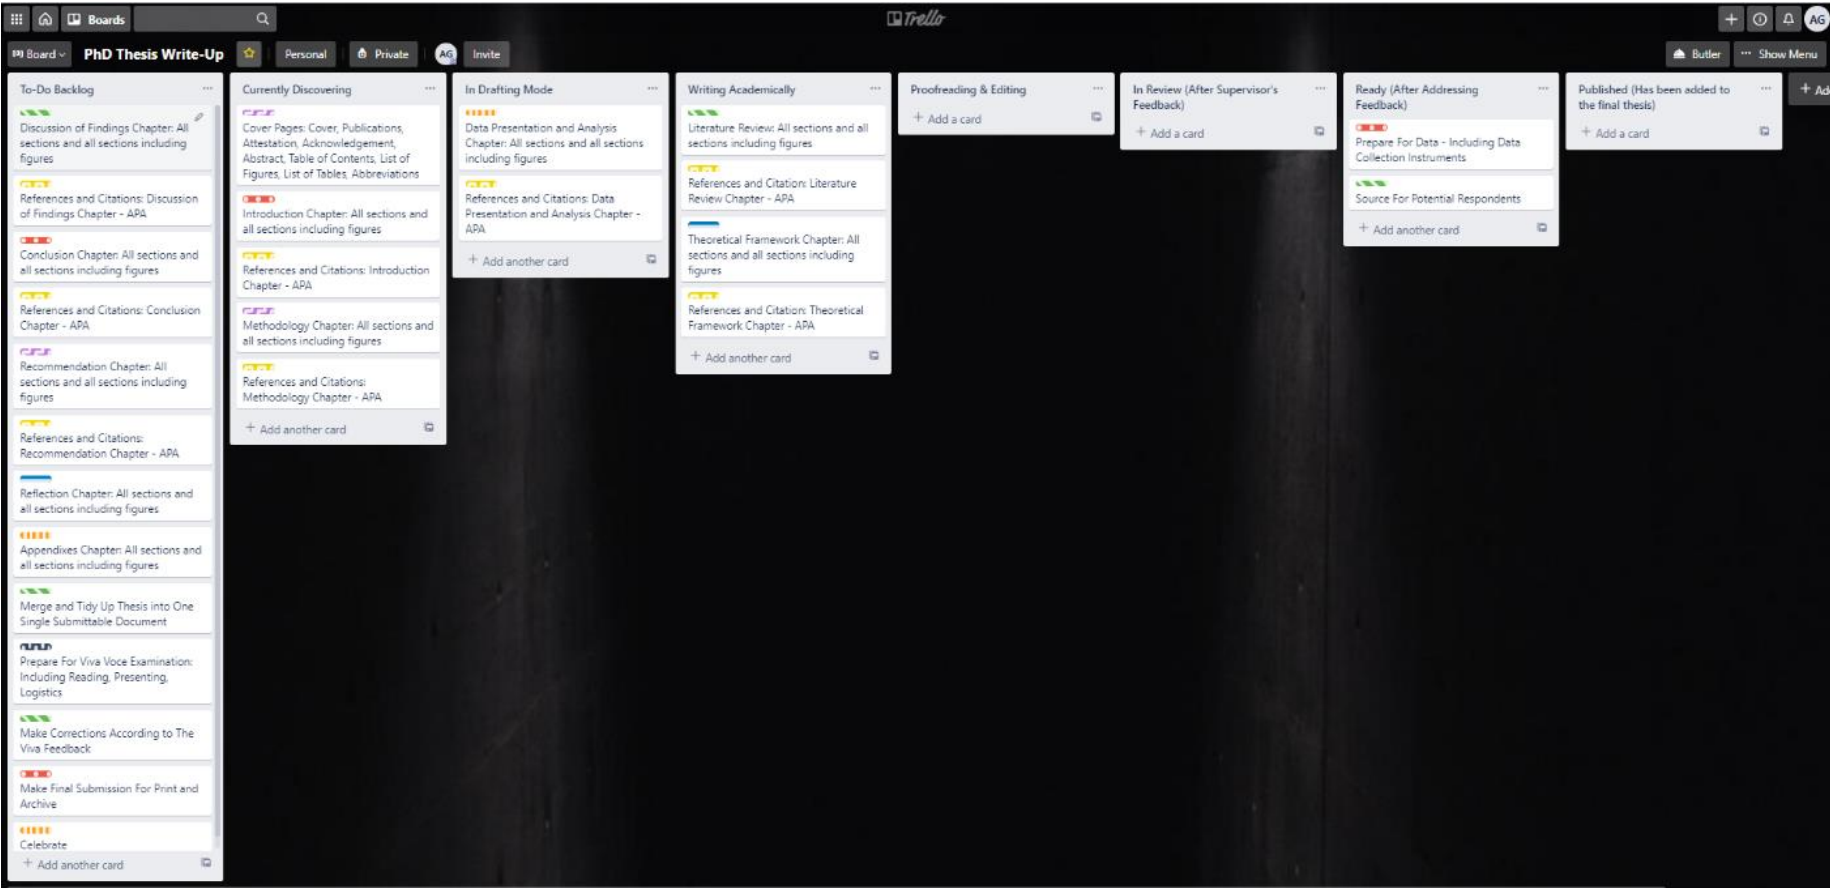 Boards
Trello
AG
Board
PhD Thesis Write-Up
Personal
Private
AG
Invite
Butler
Show Menu
To-Do Backlog
Discussion of Findings Chapter: All
sections and all sections including
figures
References and Citations: Discussion
of Findings Chapter - APA
Conclusion Chapter: All sections and
all sections including figures
References and Citations: Conclusion
Chapter - APA
Recommendation Chapter: All
sections and all sections including
figures
References and Citations:
Recommendation Chapter - APA
Reflection Chapter: All sections and
all sections including figures
Appendixes Chapter: All sections and
all sections including figures
Merge and Tidy Up Thesis into One
Single Submittable Document
Prepare For Viva Voce Examination:
Including Reading, Presenting,
Logistics
Make Corrections According to The
Viva Feedback
Make Final Submission For Print and
Archive
Celebrate
+ Add another card
Currently Discovering
Cover Pages: Cover, Publications,
Attestation, Acknowledgement,
Abstract, Table of Contents, List of
Figures, List of Tables, Abbreviations
Introduction Chapter: All sections and
all sections including figures
References and Citations: Introduction
Chapter - APA
Methodology Chapter: All sections and
all sections including figures
References and Citations:
Methodology Chapter - APA
+ Add another card
In Drafting Mode
Data Presentation and Analysis
Chapter: All sections and all sections
including figures
References and Citations: Data
Presentation and Analysis Chapter -
APA
+ Add another card
Writing Academically
Literature Review: All sections and all
sections including figures
References and Citation: Literature
Review Chapter - APA
Theoretical Framework Chapter: All
sections and all sections including
figures
References and Citation: Theoretical
Framework Chapter - APA
+ Add another card
Proofreading & Editing
+ Add a card
In Review (After Supervisor's
Feedback)
+ Add a card
Ready (After Addressing
Feedback)
Prepare For Data - Including Data
Collection Instruments
Source For Potential Respondents
+ Add another card
Published (Has been added to
the final thesis)
+ Add a card
+ Ad